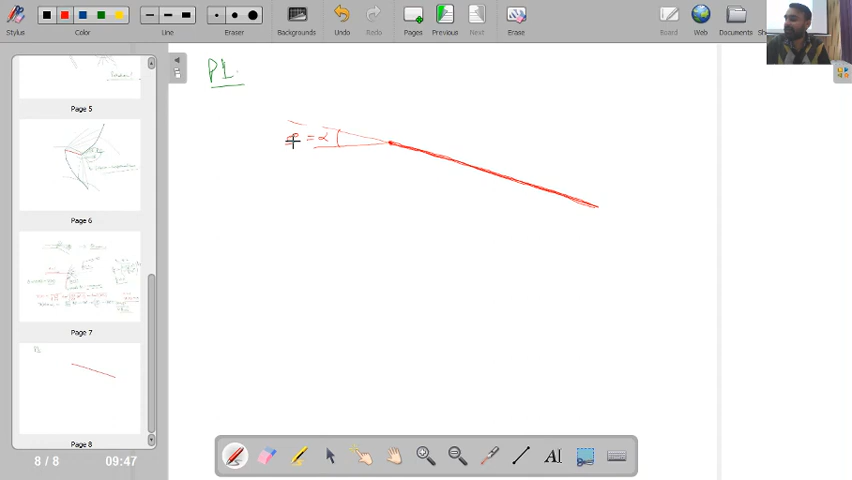 Stylus
Color
Line
Eraser
Backgrounds
Undo
Redo
Pages
Previous
Next
Erase
Board
Web
Documents
P1.
= α
Page 5
Page 6
Page 7
Page 8
8 / 8
09:47